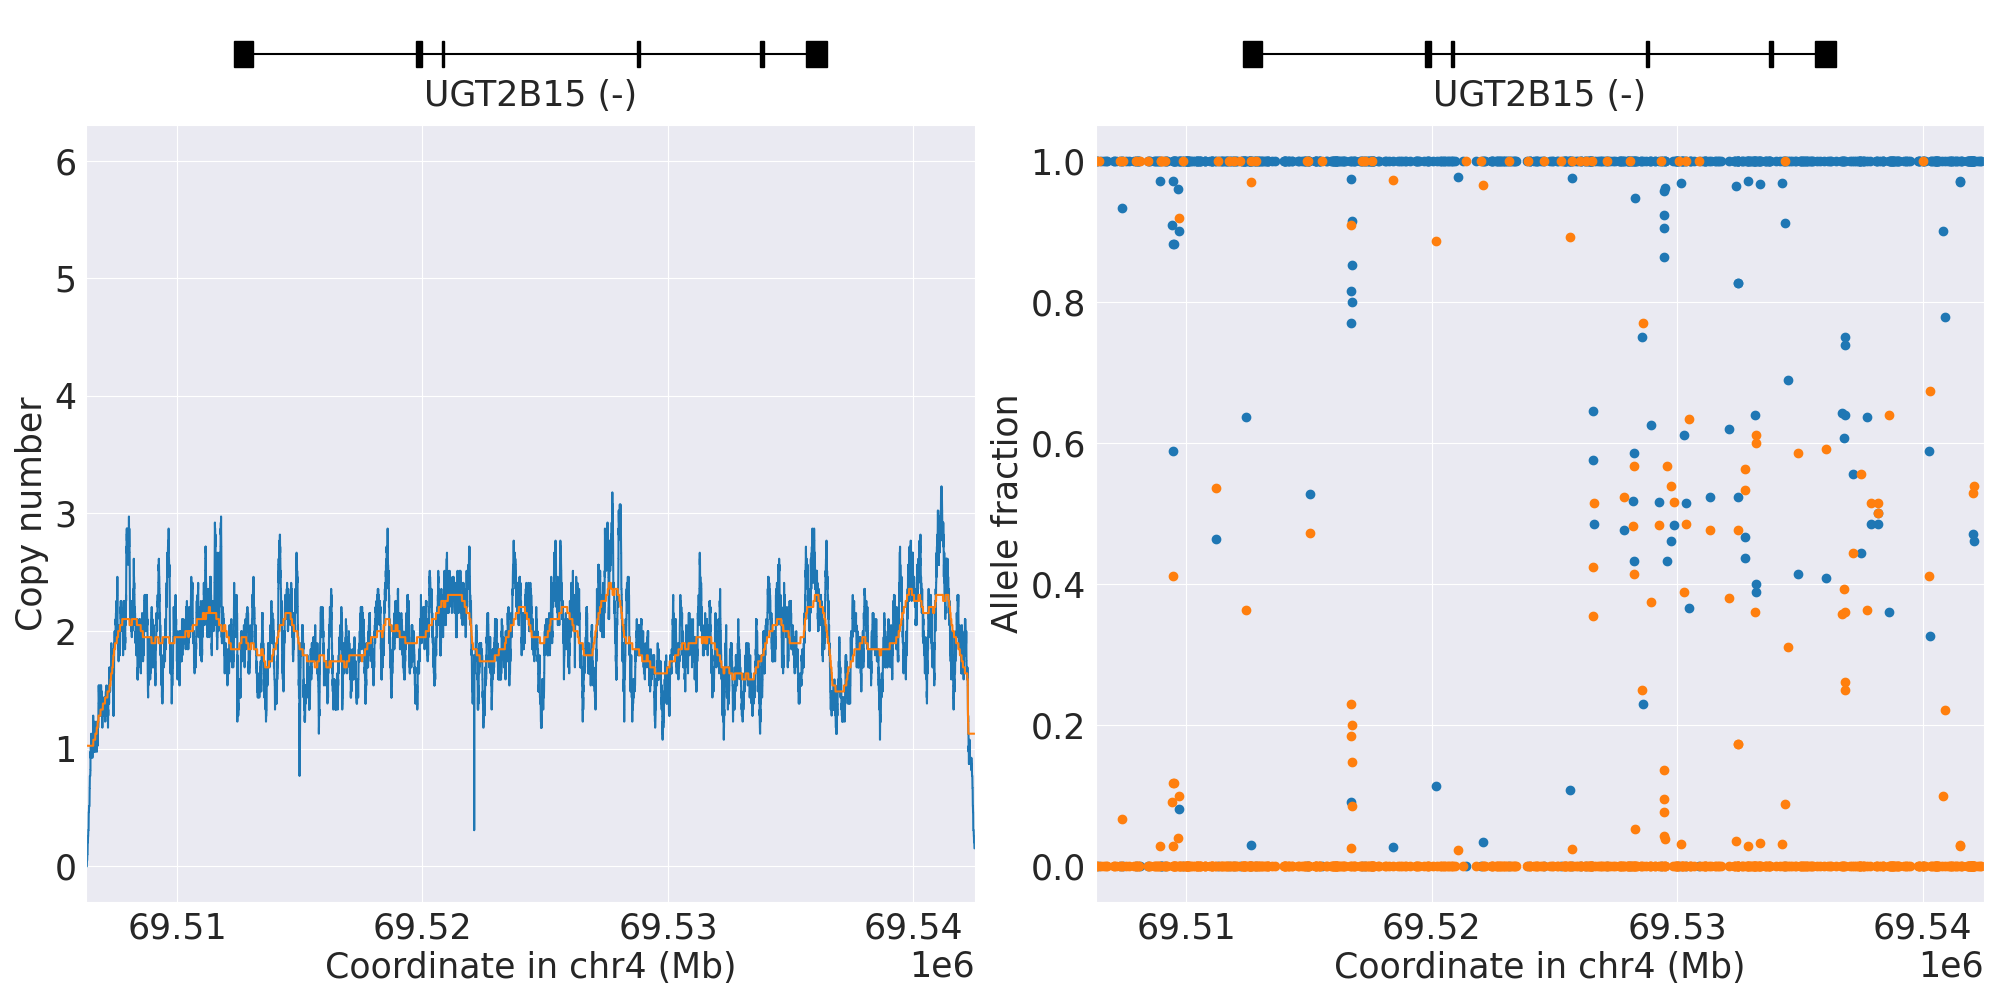 UGT2B15 (-)
Copy number
6
5
4
3
2
1
0
69.51 69.52 69.53 69.54
Coordinate in chr4 (Mb) 1e6
UGT2B15 (-)
Allele fraction
1.0
0.8
0.6
0.4
0.2
0.0
69.51 69.52 69.53 69.54
Coordinate in chr4 (Mb) 1e6